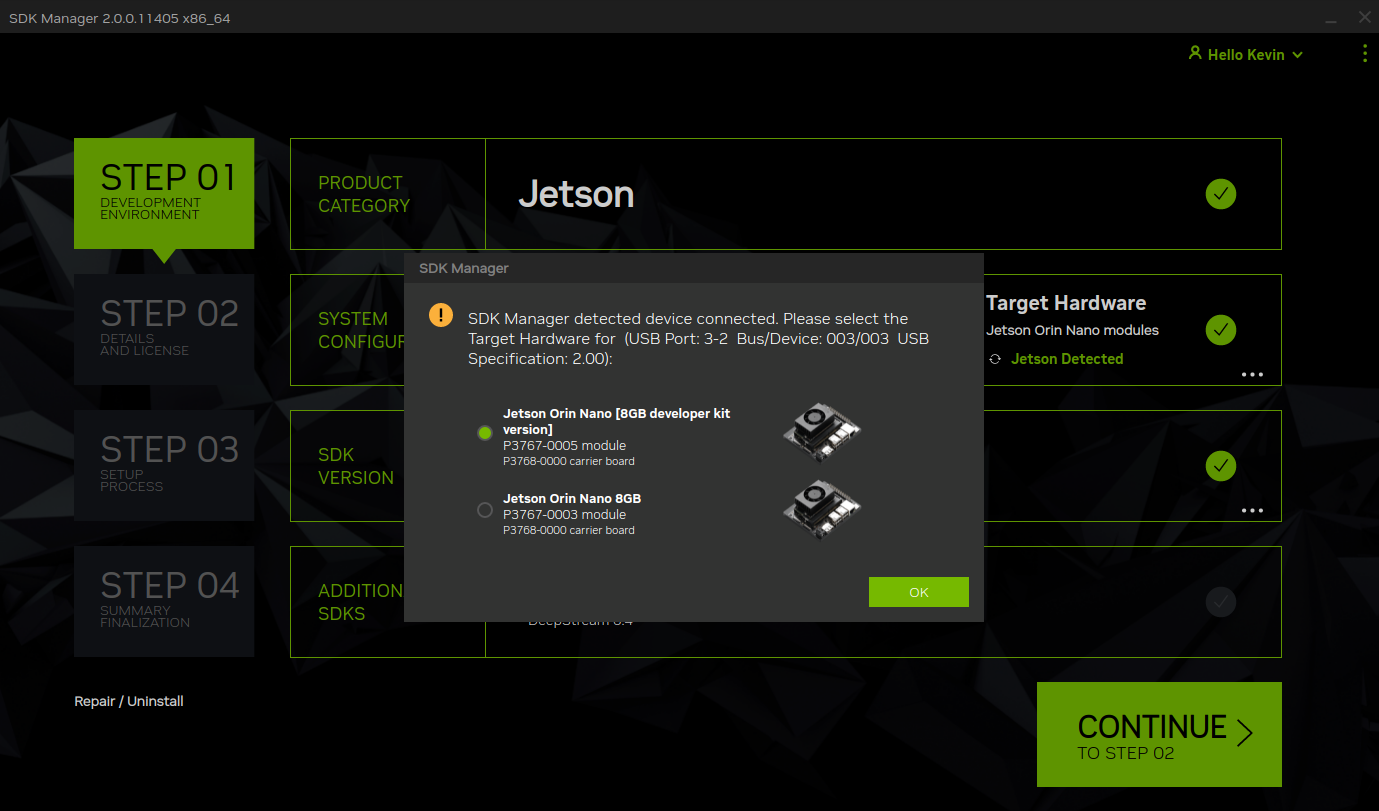 SDK Manager 2.0.0.11405 x86_64
Hello Kevin
STEP 01
DEVELOPMENT
ENVIRONMENT
PRODUCT
CATEGORY
Jetson
STEP 02
DETAILS
AND LICENSE
SYSTEM
CONFIGUR
Target Hardware
Jetson Orin Nano modules
Jetson Detected
SDK Manager
SDK Manager detected device connected. Please select the
Target Hardware for (USB Port: 3-2 Bus/Device: 003/003 USB
Specification: 2.00):
Jetson Orin Nano [8GB developer kit
version]
P3767-0005 module
P3768-0000 carrier board
Jetson Orin Nano 8GB
P3767-0003 module
P3768-0000 carrier board
OK
STEP 03
SETUP
PROCESS
SDK
VERSION
STEP 04
SUMMARY
FINALIZATION
ADDITION
SDKS
DeepStream 6.4
Repair / Uninstall
CONTINUE
TO STEP 02